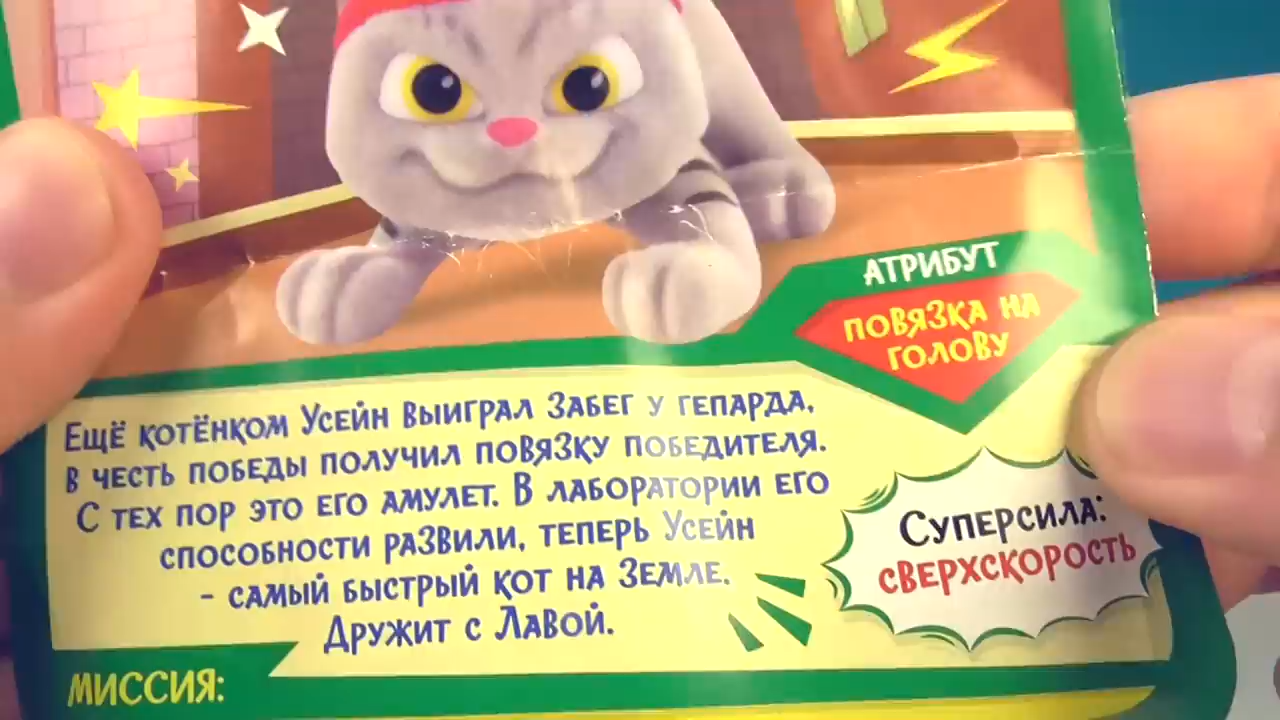 АТРИБУТ
ПОВЯЗКА НА
ГОЛОВУ
ЕЩЁ КОТЁНКОМ УСЕЙН ВЫИГРАЛ ЗАБЕГ У ГЕПАРДА,
В ЧЕСТЬ ПОБЕДЫ ПОЛУЧИЛ ПОВЯЗКУ ПОБЕДИТЕЛЯ.
С ТЕХ ПОР ЭТО ЕГО АМУЛЕТ. В ЛАБОРАТОРИИ ЕГО
СПОСОБНОСТИ РАЗВИЛИ, ТЕПЕРЬ УСЕЙН
- САМЫЙ БЫСТРЫЙ КОТ НА ЗЕМЛЕ.
ДРУЖИТ С ЛАВОЙ.
СУПЕРСИЛА:
СВЕРХСКОРОСТЬ
МИССИЯ: